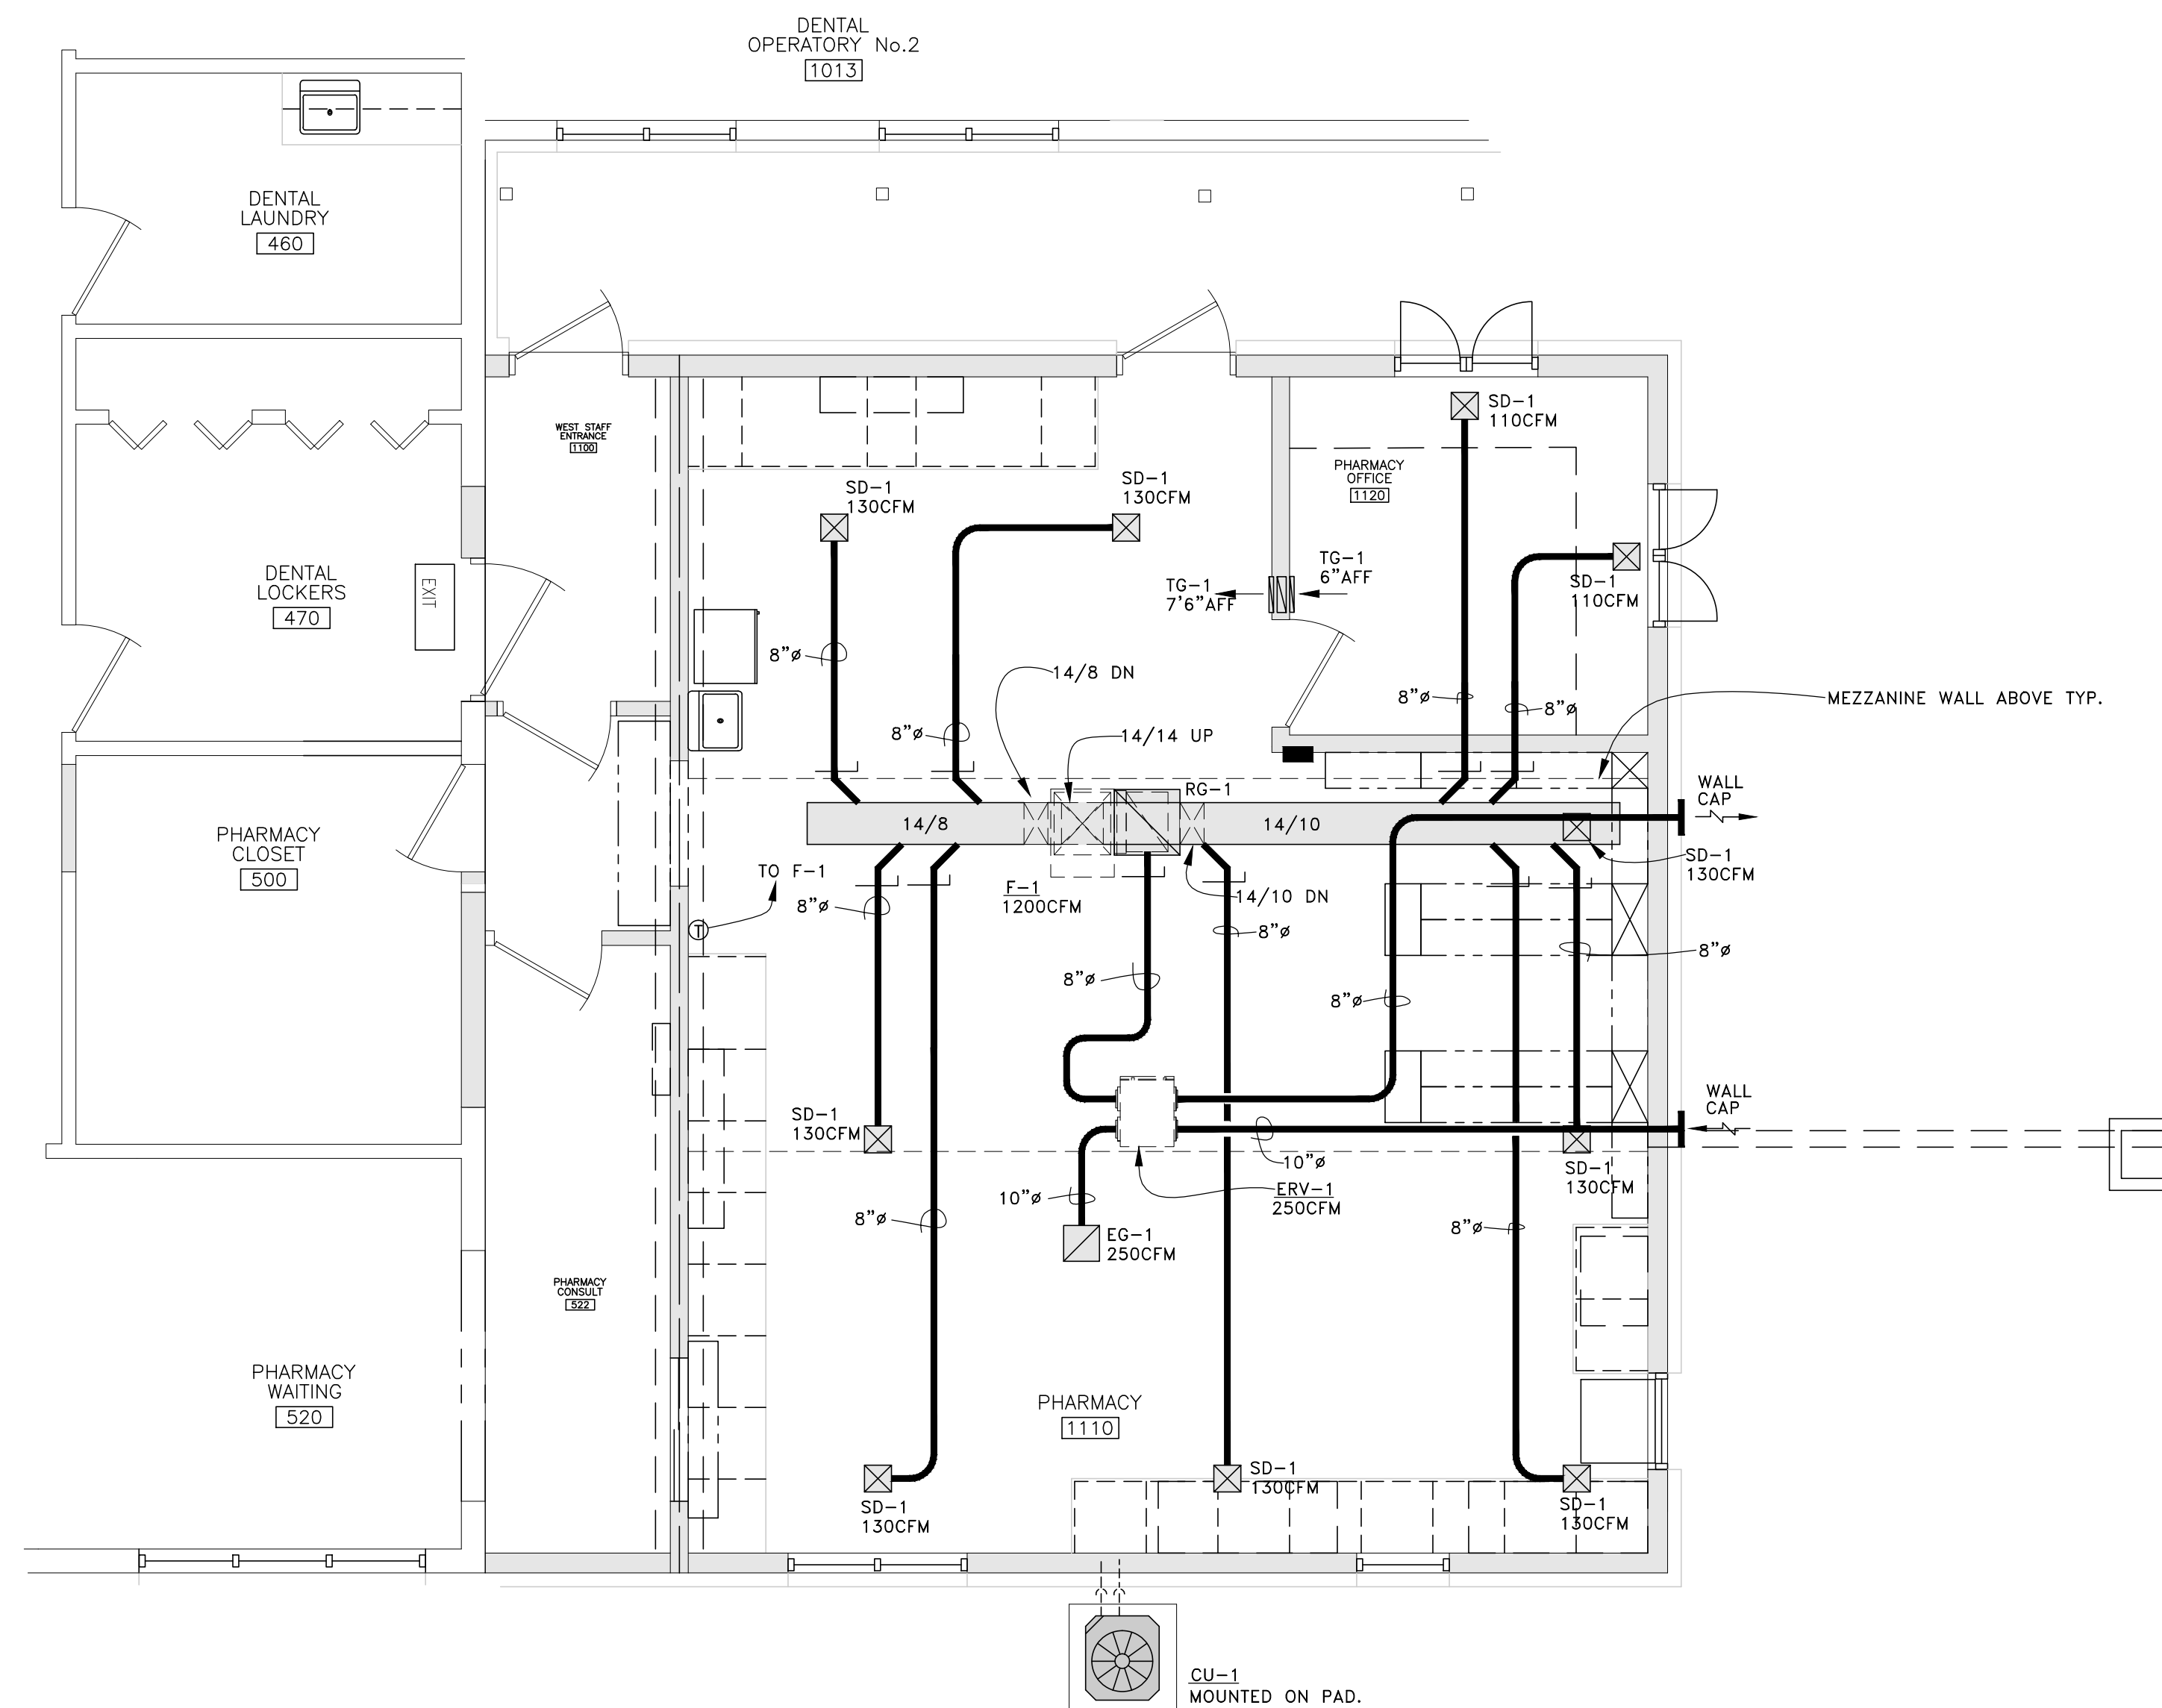 DENTAL
OPERATORY No.2
1013
DENTAL
LAUNDRY
460
WEST STAFF
ENTRANCE
1100
SD-1
110CFM
PHARMACY
OFFICE
1120
SD-1
130CFM
SD-1
130CFM
TG-1
6"AFF
TG-1
7'6"AFF
SD-1
110CFM
DENTAL
LOCKERS
470
EXIT
8"ø
14/8 DN
8"ø
8"ø
MEZZANINE WALL ABOVE TYP.
8"ø
14/14 UP
RG-1
WALL
CAP
14/8
14/10
PHARMACY
CLOSET
500
SD-1
130CFM
TO F-1
8"ø
F-1
1200CFM
14/10 DN
T
8"ø
8"ø
8"ø
8"ø
WALL
CAP
SD-1
130CFM
10"ø
SD-1
130CFM
10"ø
ERV-1
250CFM
8"ø
8"ø
EG-1
250CFM
PHARMACY
CONSULT
522
PHARMACY
WAITING
520
PHARMACY
1110
SD-1
130CFM
SD-1
130CFM
SD-1
130CFM
CU-1
MOUNTED ON PAD.